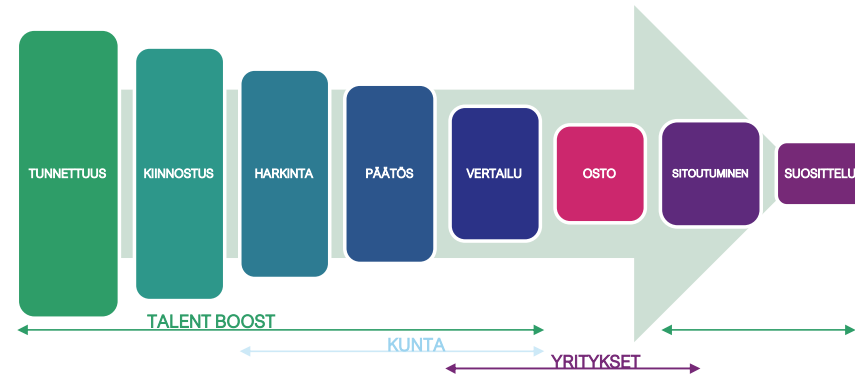 TUNNETTUUS
KIINNOSTUS
HARKINTA
PÄÄTÖS
VERTAILU
OSTO
SITOUTUMINEN
SUOSITTELU
TALENT BOOST
KUNTA
YRITYKSET